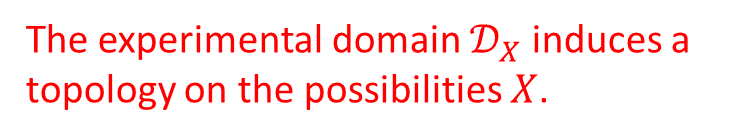 The experimental domain 𝒟_X induces a
topology on the possibilities X.